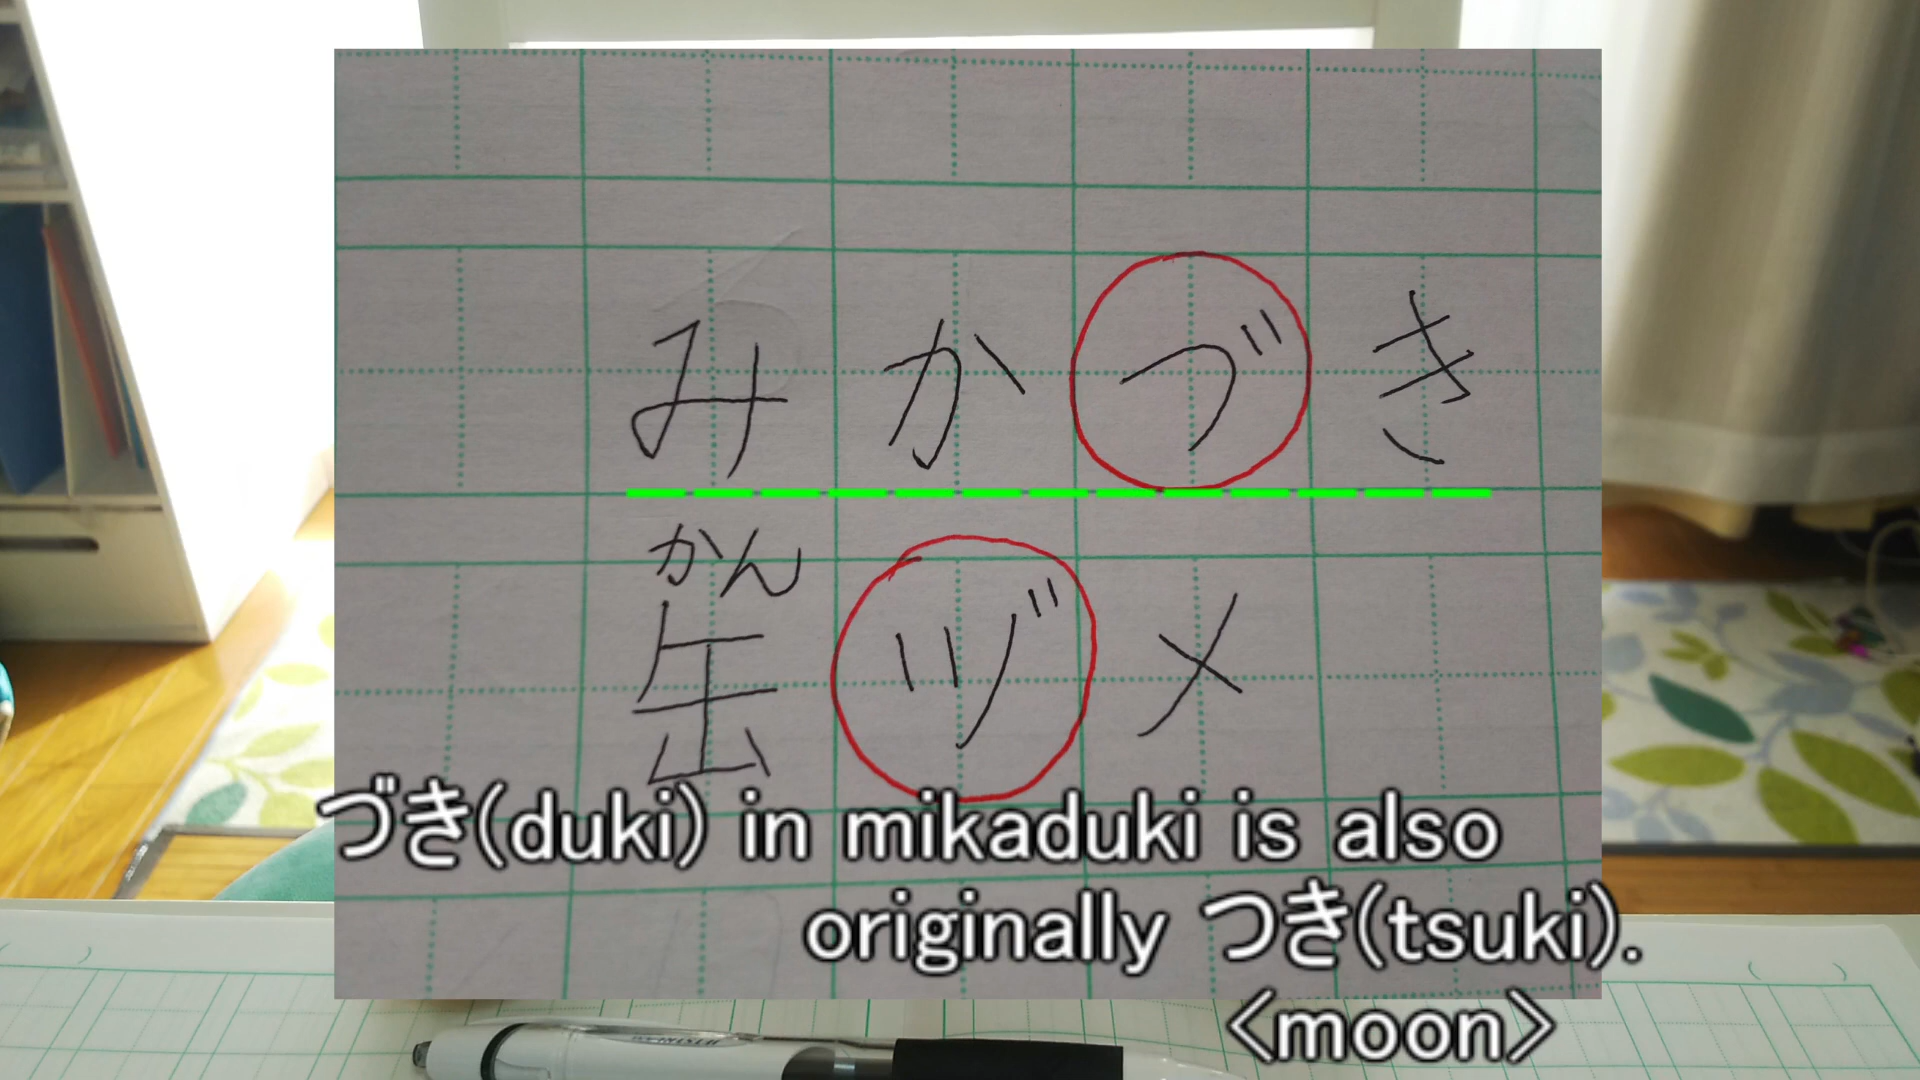 みかづき
かん
缶ヅメ
づき(duki) in mikaduki is also
originally つき(tsuki).
<moon>